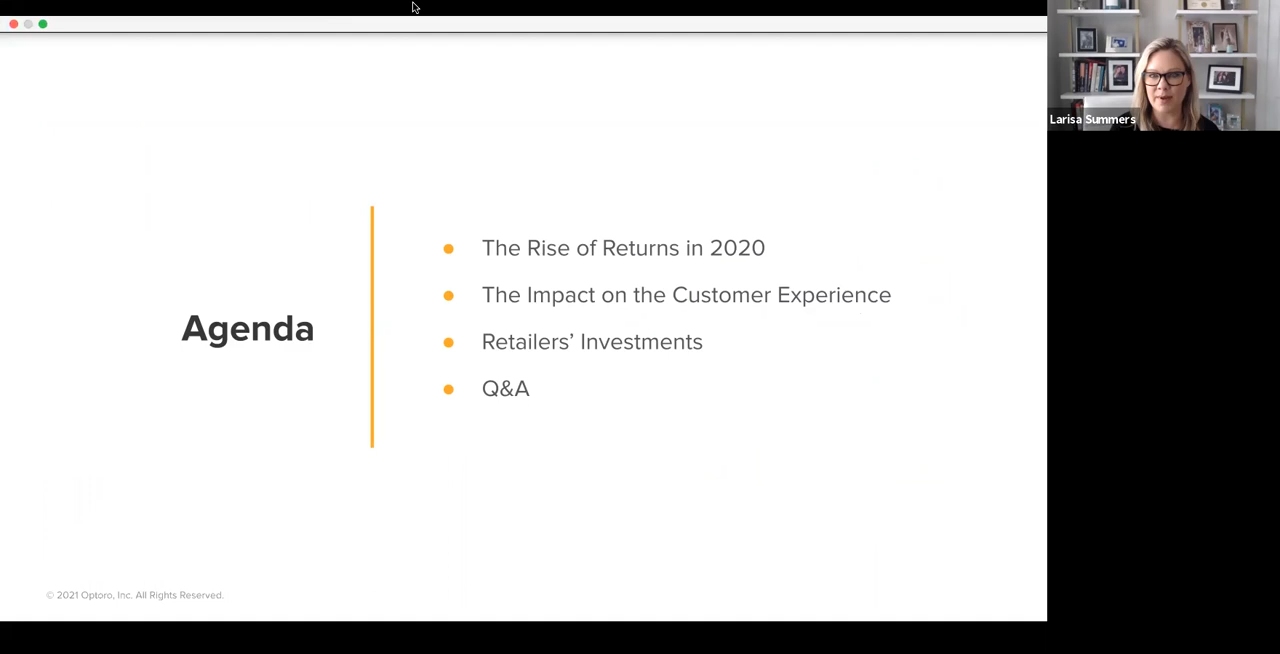 Larisa Summers
Agenda
The Rise of Returns in 2020
The Impact on the Customer Experience
Retailers’ Investments
Q&A
© 2021 Optoro, Inc. All Rights Reserved.